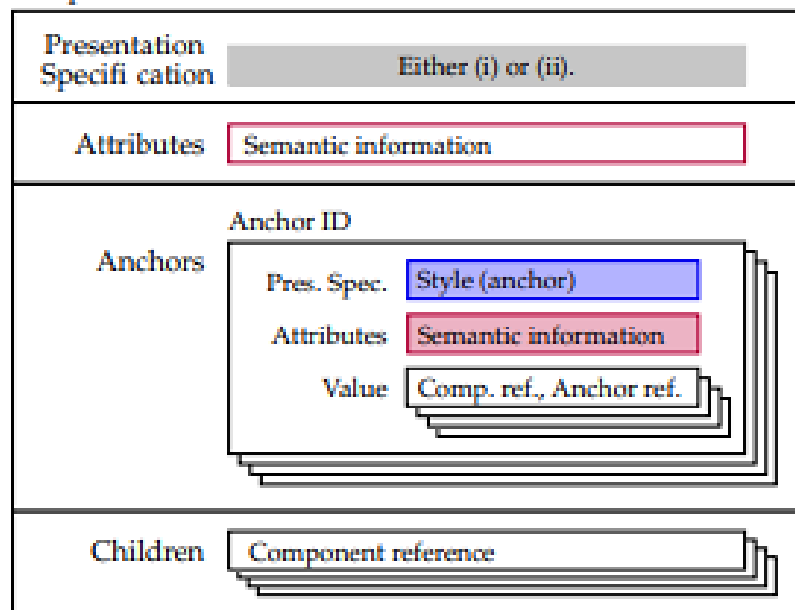 Presentation
Specifi cation
Either (i) or (ii).
Attributes
Semantic information
Anchor ID
Anchors
Pres. Spec.
Style (anchor)
Attributes
Semantic information
Value
Comp. ref., Anchor ref.
Children
Component reference